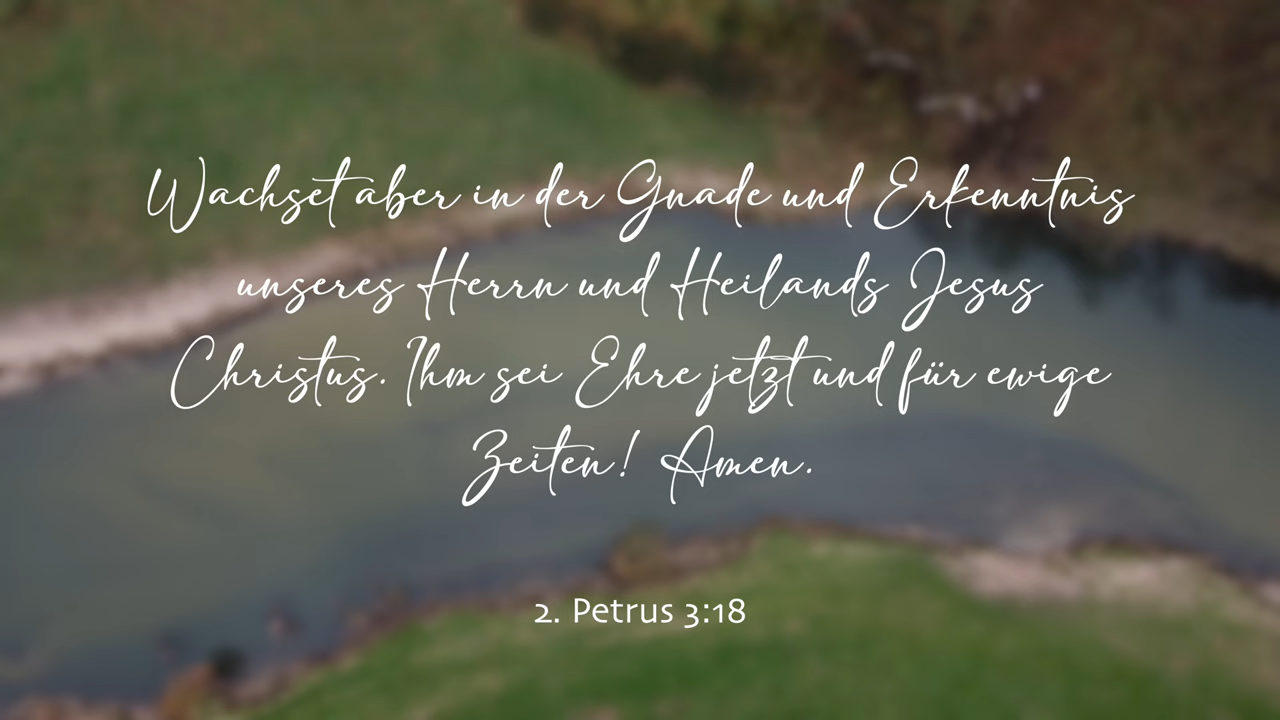 Wachset aber in der Gnade und Erkenntnis
unseres Herrn und Heilands Jesus
Christus. Ihm sei Ehre jetzt und für ewige
Zeiten! Amen.
2. Petrus 3:18